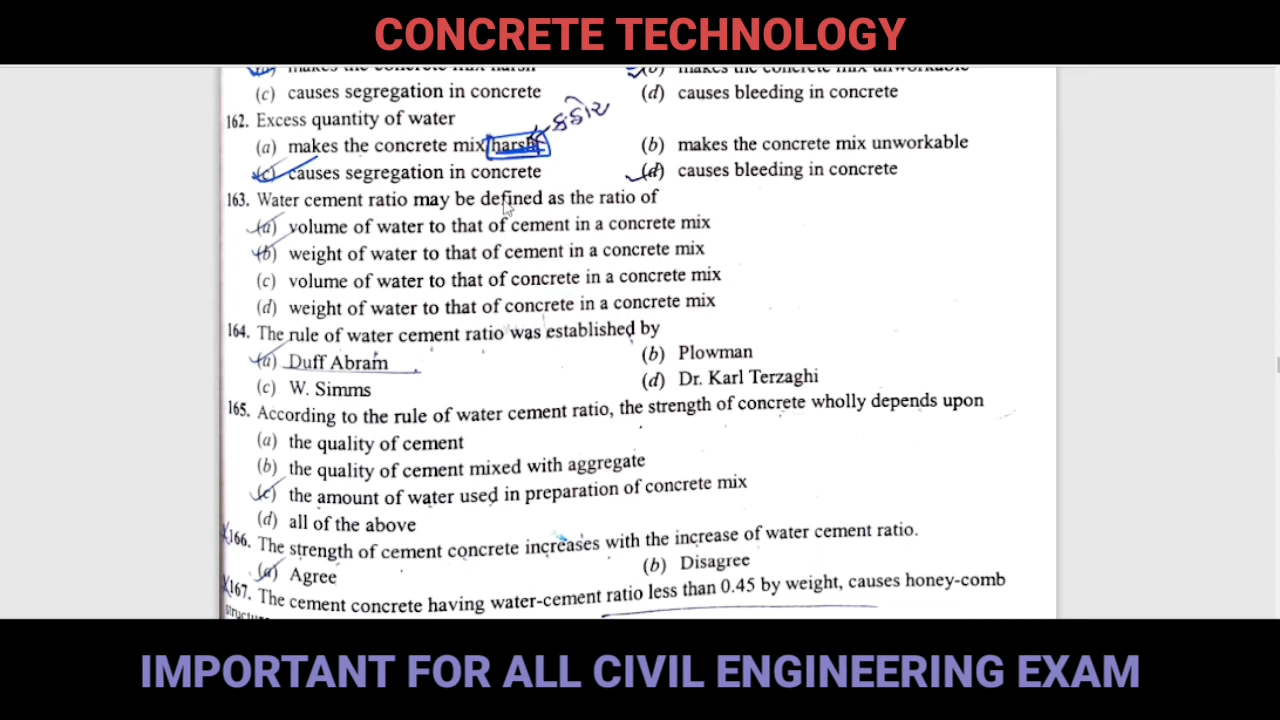 CONCRETE TECHNOLOGY
(b) makes the concrete mix unworkable
(c) causes segregation in concrete
(d) causes bleeding in concrete
162. Excess quantity of water
કઠોર
(a) makes the concrete mix harsh
(b) makes the concrete mix unworkable
(c) causes segregation in concrete
(d) causes bleeding in concrete
163. Water cement ratio may be defined as the ratio of
(a) volume of water to that of cement in a concrete mix
(b) weight of water to that of cement in a concrete mix
(c) volume of water to that of concrete in a concrete mix
(d) weight of water to that of concrete in a concrete mix
164. The rule of water cement ratio was established by
(a) Duff Abram
(b) Plowman
(c) W. Simms
(d) Dr. Karl Terzaghi
165. According to the rule of water cement ratio, the strength of concrete wholly depends upon
(a) the quality of cement
(b) the quality of cement mixed with aggregate
(c) the amount of water used in preparation of concrete mix
(d) all of the above
166. The strength of cement concrete increases with the increase of water cement ratio.
(a) Agree
(b) Disagree
167. The cement concrete having water-cement ratio less than 0.45 by weight, causes honey-comb
IMPORTANT FOR ALL CIVIL ENGINEERING EXAM